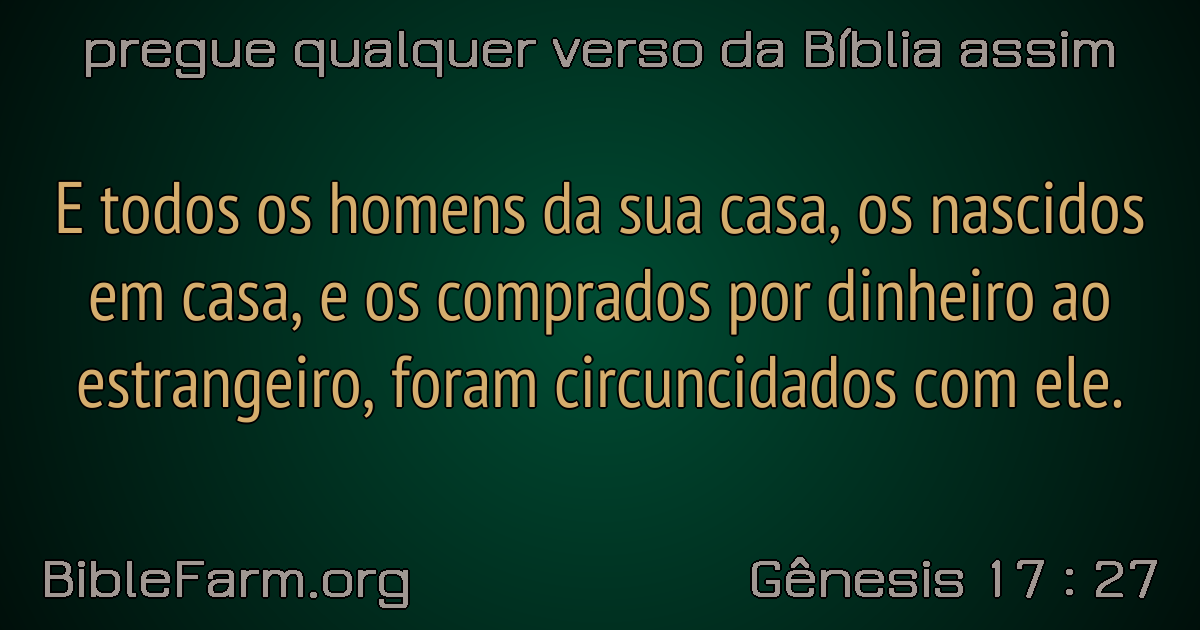 pregue qualquer verso da Bíblia assim
E todos os homens da sua casa, os nascidos
em casa, e os comprados por dinheiro ao
estrangeiro, foram circuncidados com ele.
BibleFarm.org
Gênesis 17 : 27